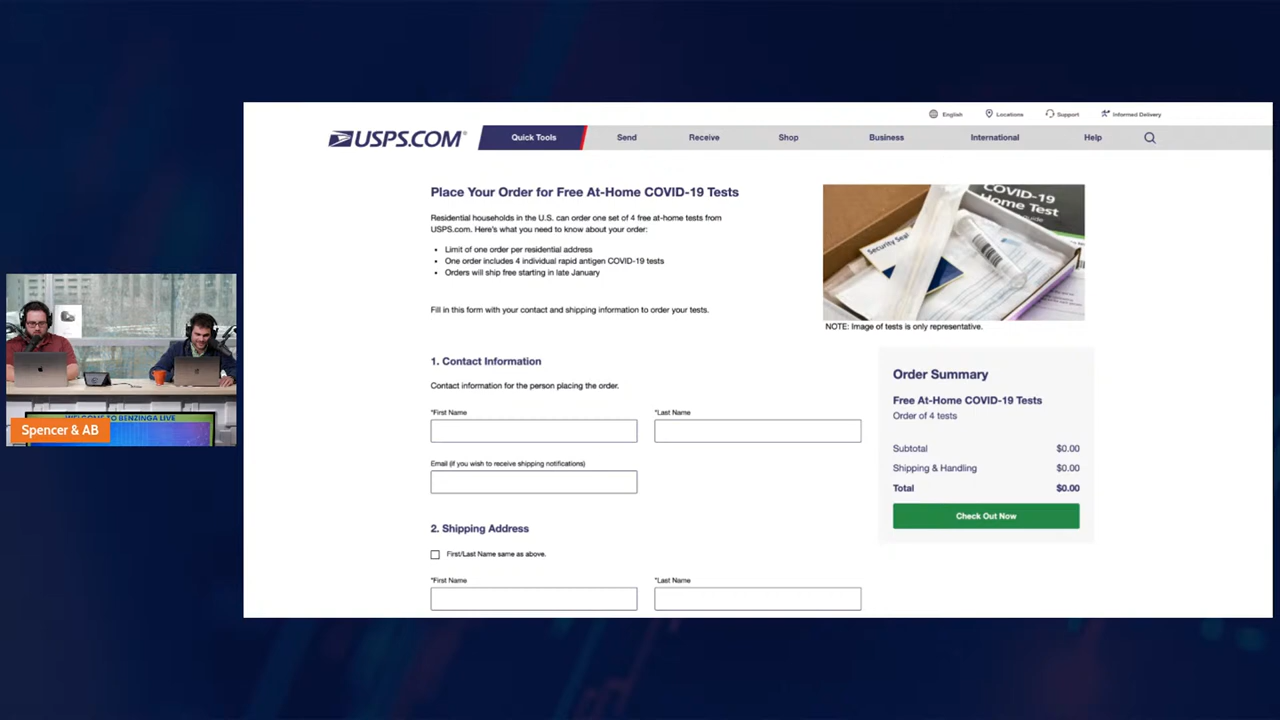 English Locations Support Informed Delivery
USPS.COM®
Quick Tools Send Receive Shop Business International Help
Place Your Order for Free At-Home COVID-19 Tests
Residential households in the U.S. can order one set of 4 free at-home tests from
USPS.com. Here's what you need to know about your order:
• Limit of one order per residential address
• One order includes 4 individual rapid antigen COVID-19 tests
• Orders will ship free starting in late January
Fill in this form with your contact and shipping information to order your tests.
COVID-19
Home Test
Guide
Security Seal
NOTE: Image of tests is only representative.
1. Contact Information
Contact information for the person placing the order.
*First Name
*Last Name
Email (if you wish to receive shipping notifications)
2. Shipping Address
First/Last Name same as above.
*First Name
*Last Name
Order Summary
Free At-Home COVID-19 Tests
Order of 4 tests
Subtotal $0.00
Shipping & Handling $0.00
Total $0.00
Check Out Now
WELCOME TO BENZINGA LIVE
Spencer & AB